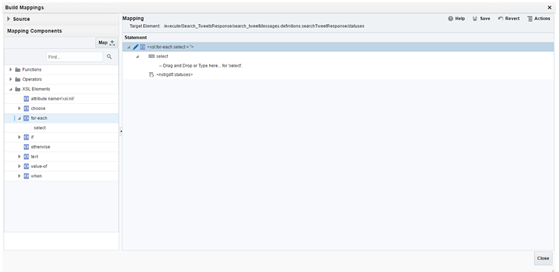 Build Mappings
Source
Mapping Components
Map
Find...
Functions
Operators
XSL Elements
attribute name='xsl:nil'
choose
for-each
select
if
otherwise
text
value-of
when
Mapping
Help Save Revert Actions
Target Element /execute/Search_TweetsResponse/search_tweetMessages.definitions.searchTweetResponse/statuses
Statement
<xsl:for-each select = ''>
select
-- Drag and Drop or Type here... for 'select'.
<nsmpr0:statuses>
Close